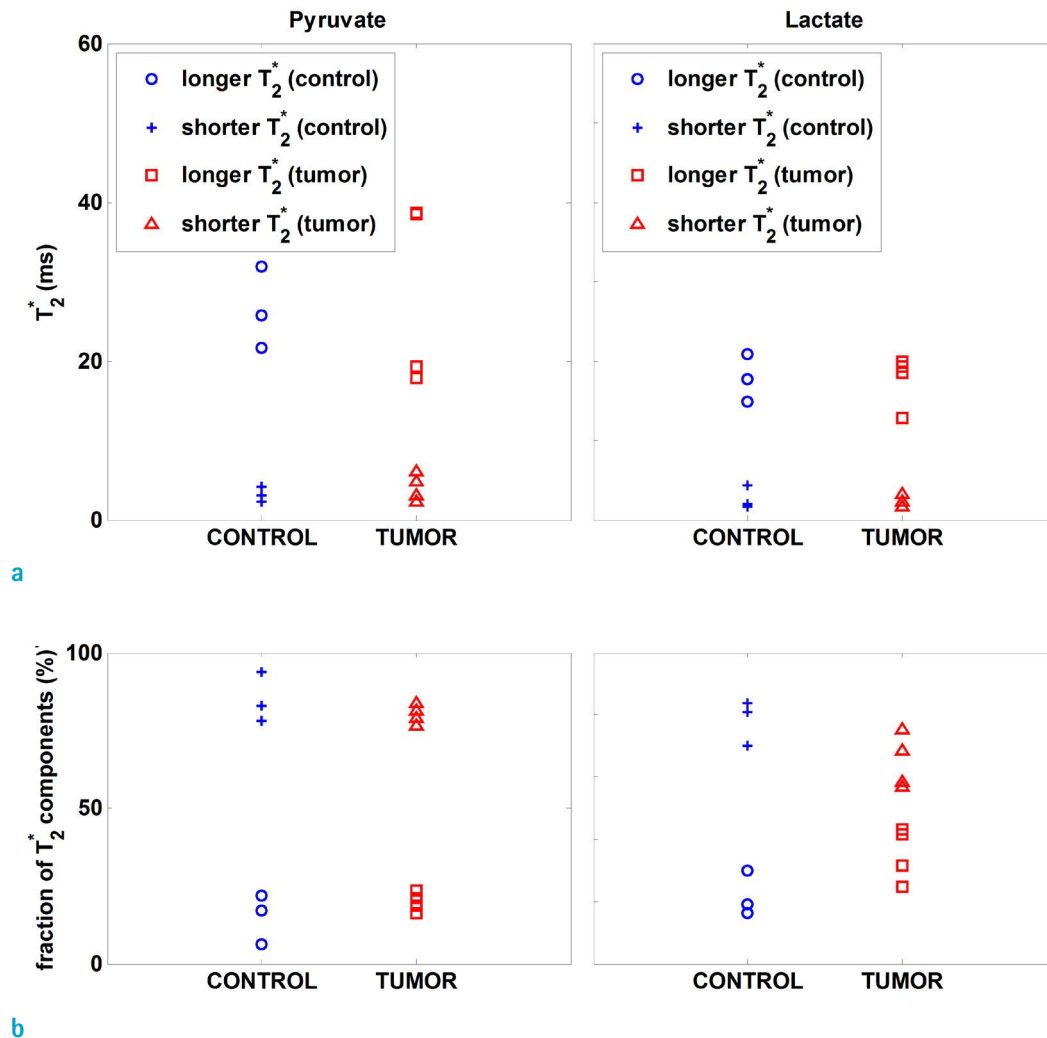 Pyruvate
Lactate
60
40
20
0
T₂* (ms)
longer T₂* (control)
shorter T₂* (control)
longer T₂* (tumor)
shorter T₂* (tumor)
longer T₂* (control)
shorter T₂* (control)
longer T₂* (tumor)
shorter T₂* (tumor)
CONTROL
TUMOR
CONTROL
TUMOR
a
100
50
0
fraction of T₂* components (%)
CONTROL
TUMOR
CONTROL
TUMOR
b